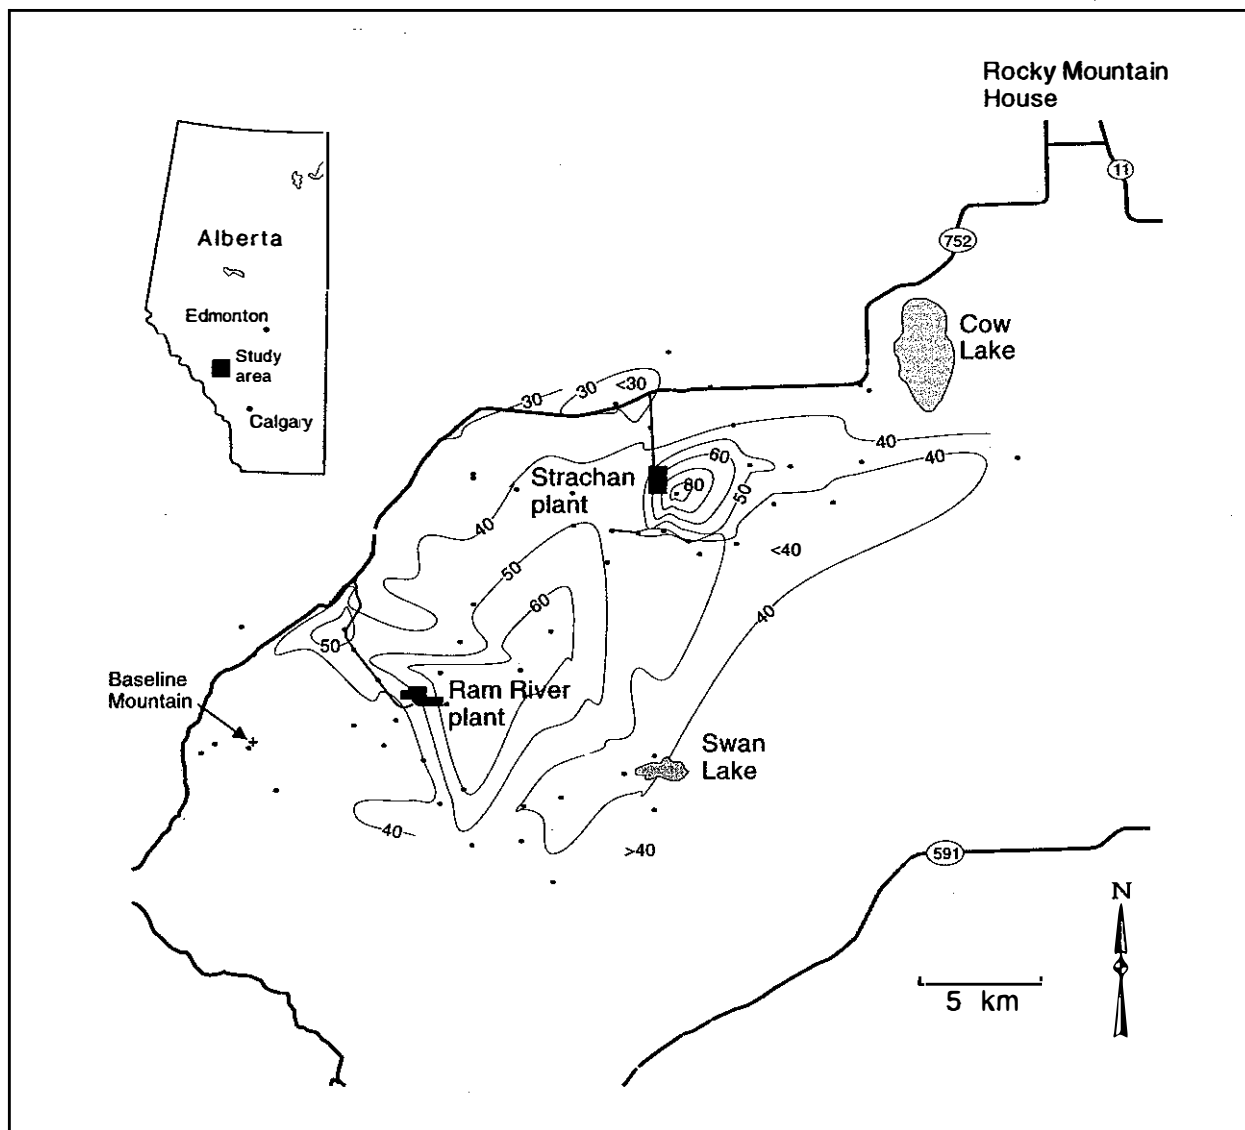 Rocky Mountain
House
11
752
Alberta
Edmonton
Study
area
Calgary
Cow
Lake
30
30
<30
40
40
60
80
50
Strachan
plant
40
<40
50
60
40
50
Baseline
Mountain
Ram River
plant
Swan
Lake
40
>40
591
N
5 km